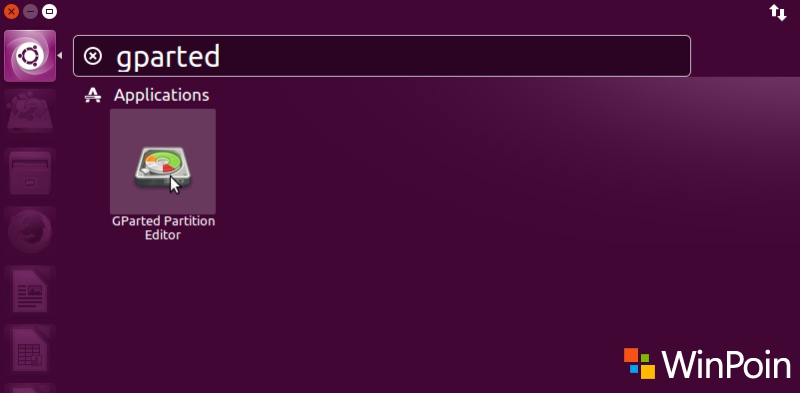 gparted
Applications
GParted Partition
Editor
WinPoin